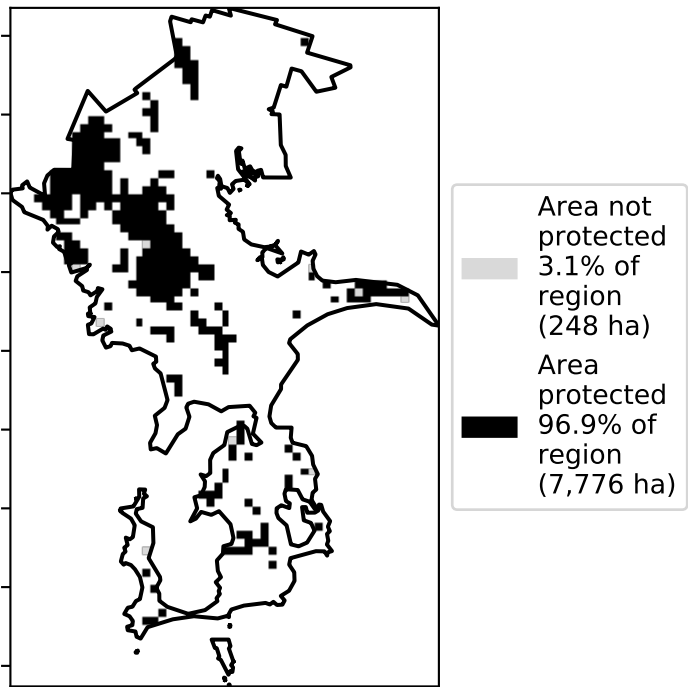 Area not
protected
3.1% of
region
(248 ha)
Area
protected
96.9% of
region
(7,776 ha)